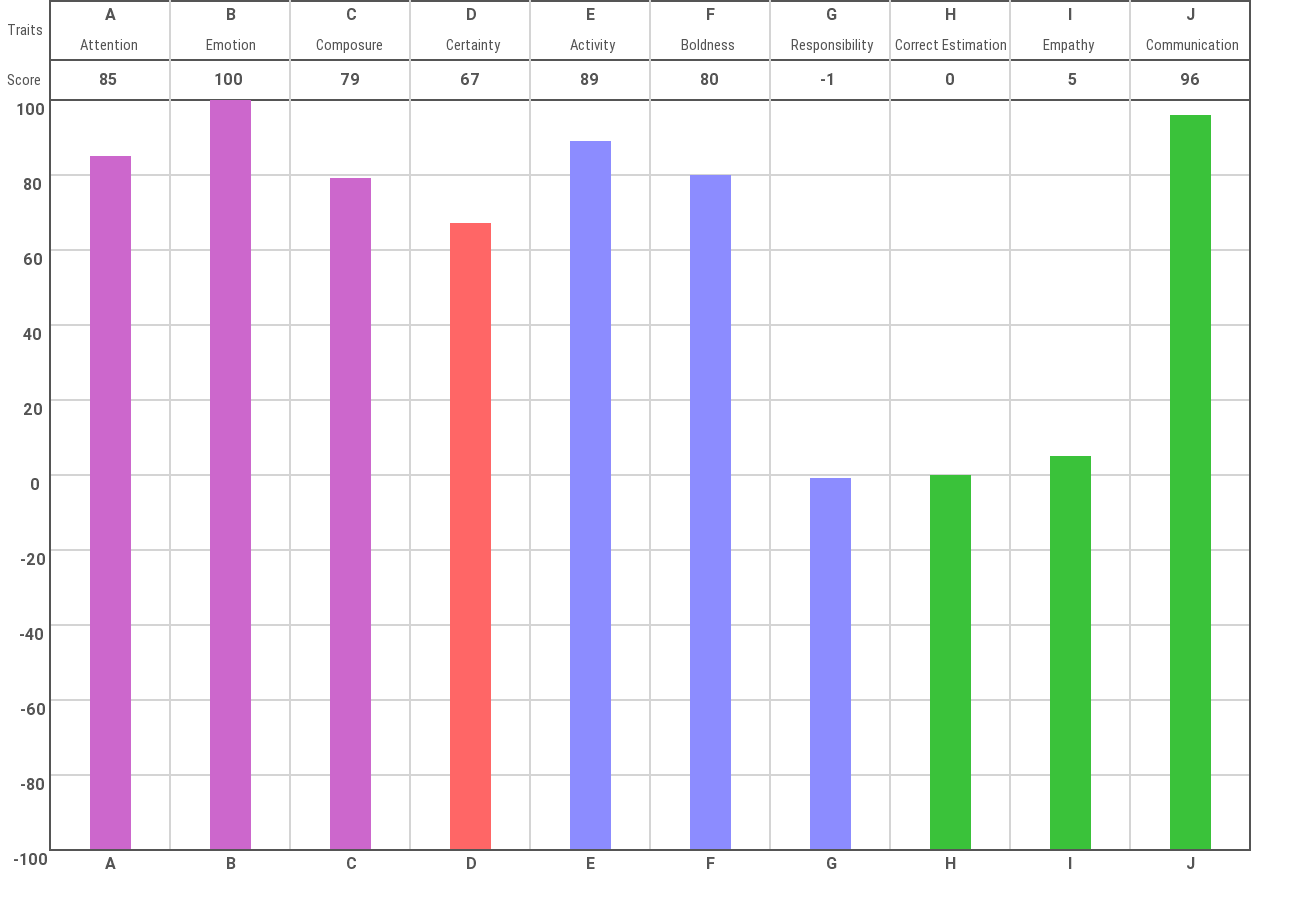 A B C D E F G H I J
Traits
Attention Emotion Composure Certainty Activity Boldness Responsibility Correct Estimation Empathy Communication
Score 85 100 79 67 89 80 -1 0 5 96
100
80
60
40
20
0
-20
-40
-60
-80
-100
A B C D E F G H I J